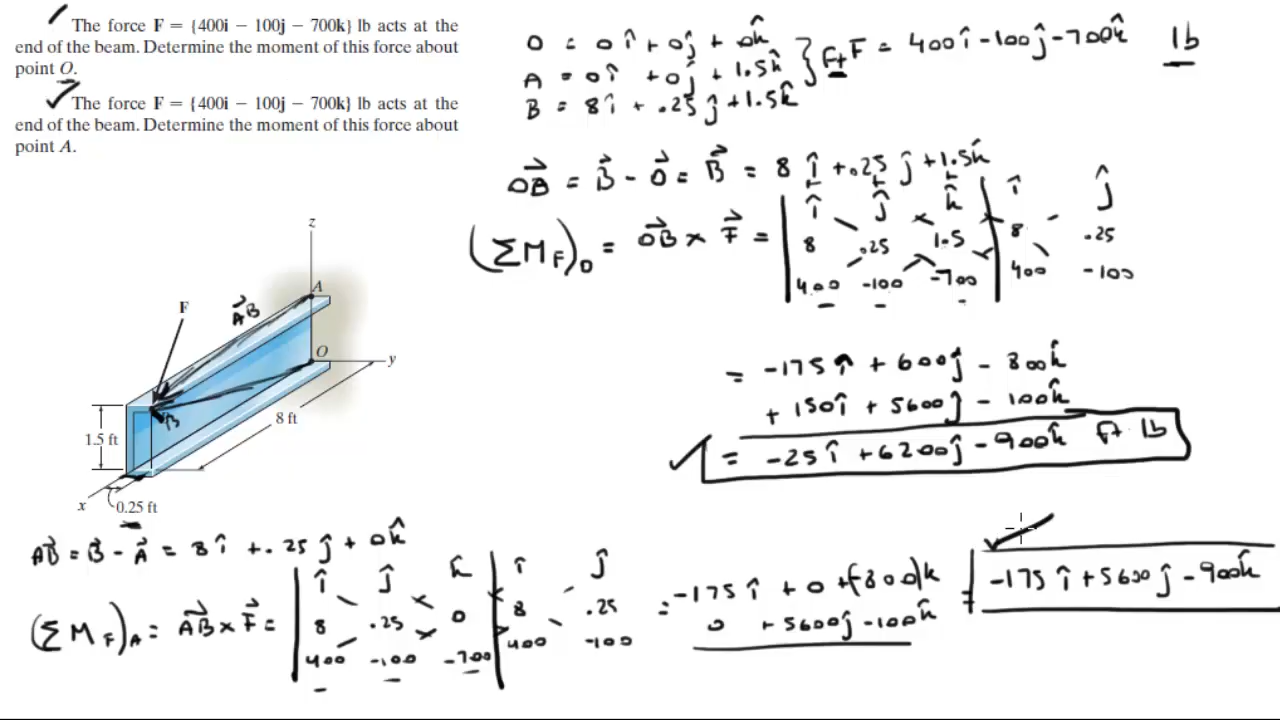 The force F = {400i − 100j − 700k} lb acts at the
end of the beam. Determine the moment of this force about
point O.
The force F = {400i − 100j − 700k} lb acts at the
end of the beam. Determine the moment of this force about
point A.
O = 0î + 0ĵ + 0k̂
A = 0î + 0ĵ + 1.5k̂ } Ft
B = 8î + .25ĵ + 1.5k̂
F = 400î − 100ĵ − 700k̂ lb
OB⃗ = B⃗ − O⃗ = B⃗ = 8î + .25ĵ + 1.5k̂
(ΣM_F)_O = OB⃗ × F⃗ = | î ĵ k̂ | î ĵ
8 .25 1.5 | 8 .25
400 -100 -700 | 400 -100
= -175î + 600ĵ − 800k̂
+ 150î + 5600ĵ − 100k̂
= -25î + 6200ĵ − 900k̂ Ft·lb
z
A
F
AB⃗
O
y
B
8 ft
1.5 ft
x
0.25 ft
AB⃗ = B⃗ − A⃗ = 8î + .25ĵ + 0k̂
(ΣM_F)_A = AB⃗ × F⃗ = | î ĵ k̂ | î ĵ
8 .25 0 | 8 .25
400 -100 -700 | 400 -100
= -175î + 0 + (-800)k̂
0 + 5600ĵ − 100k̂
= -175î + 5600ĵ − 900k̂